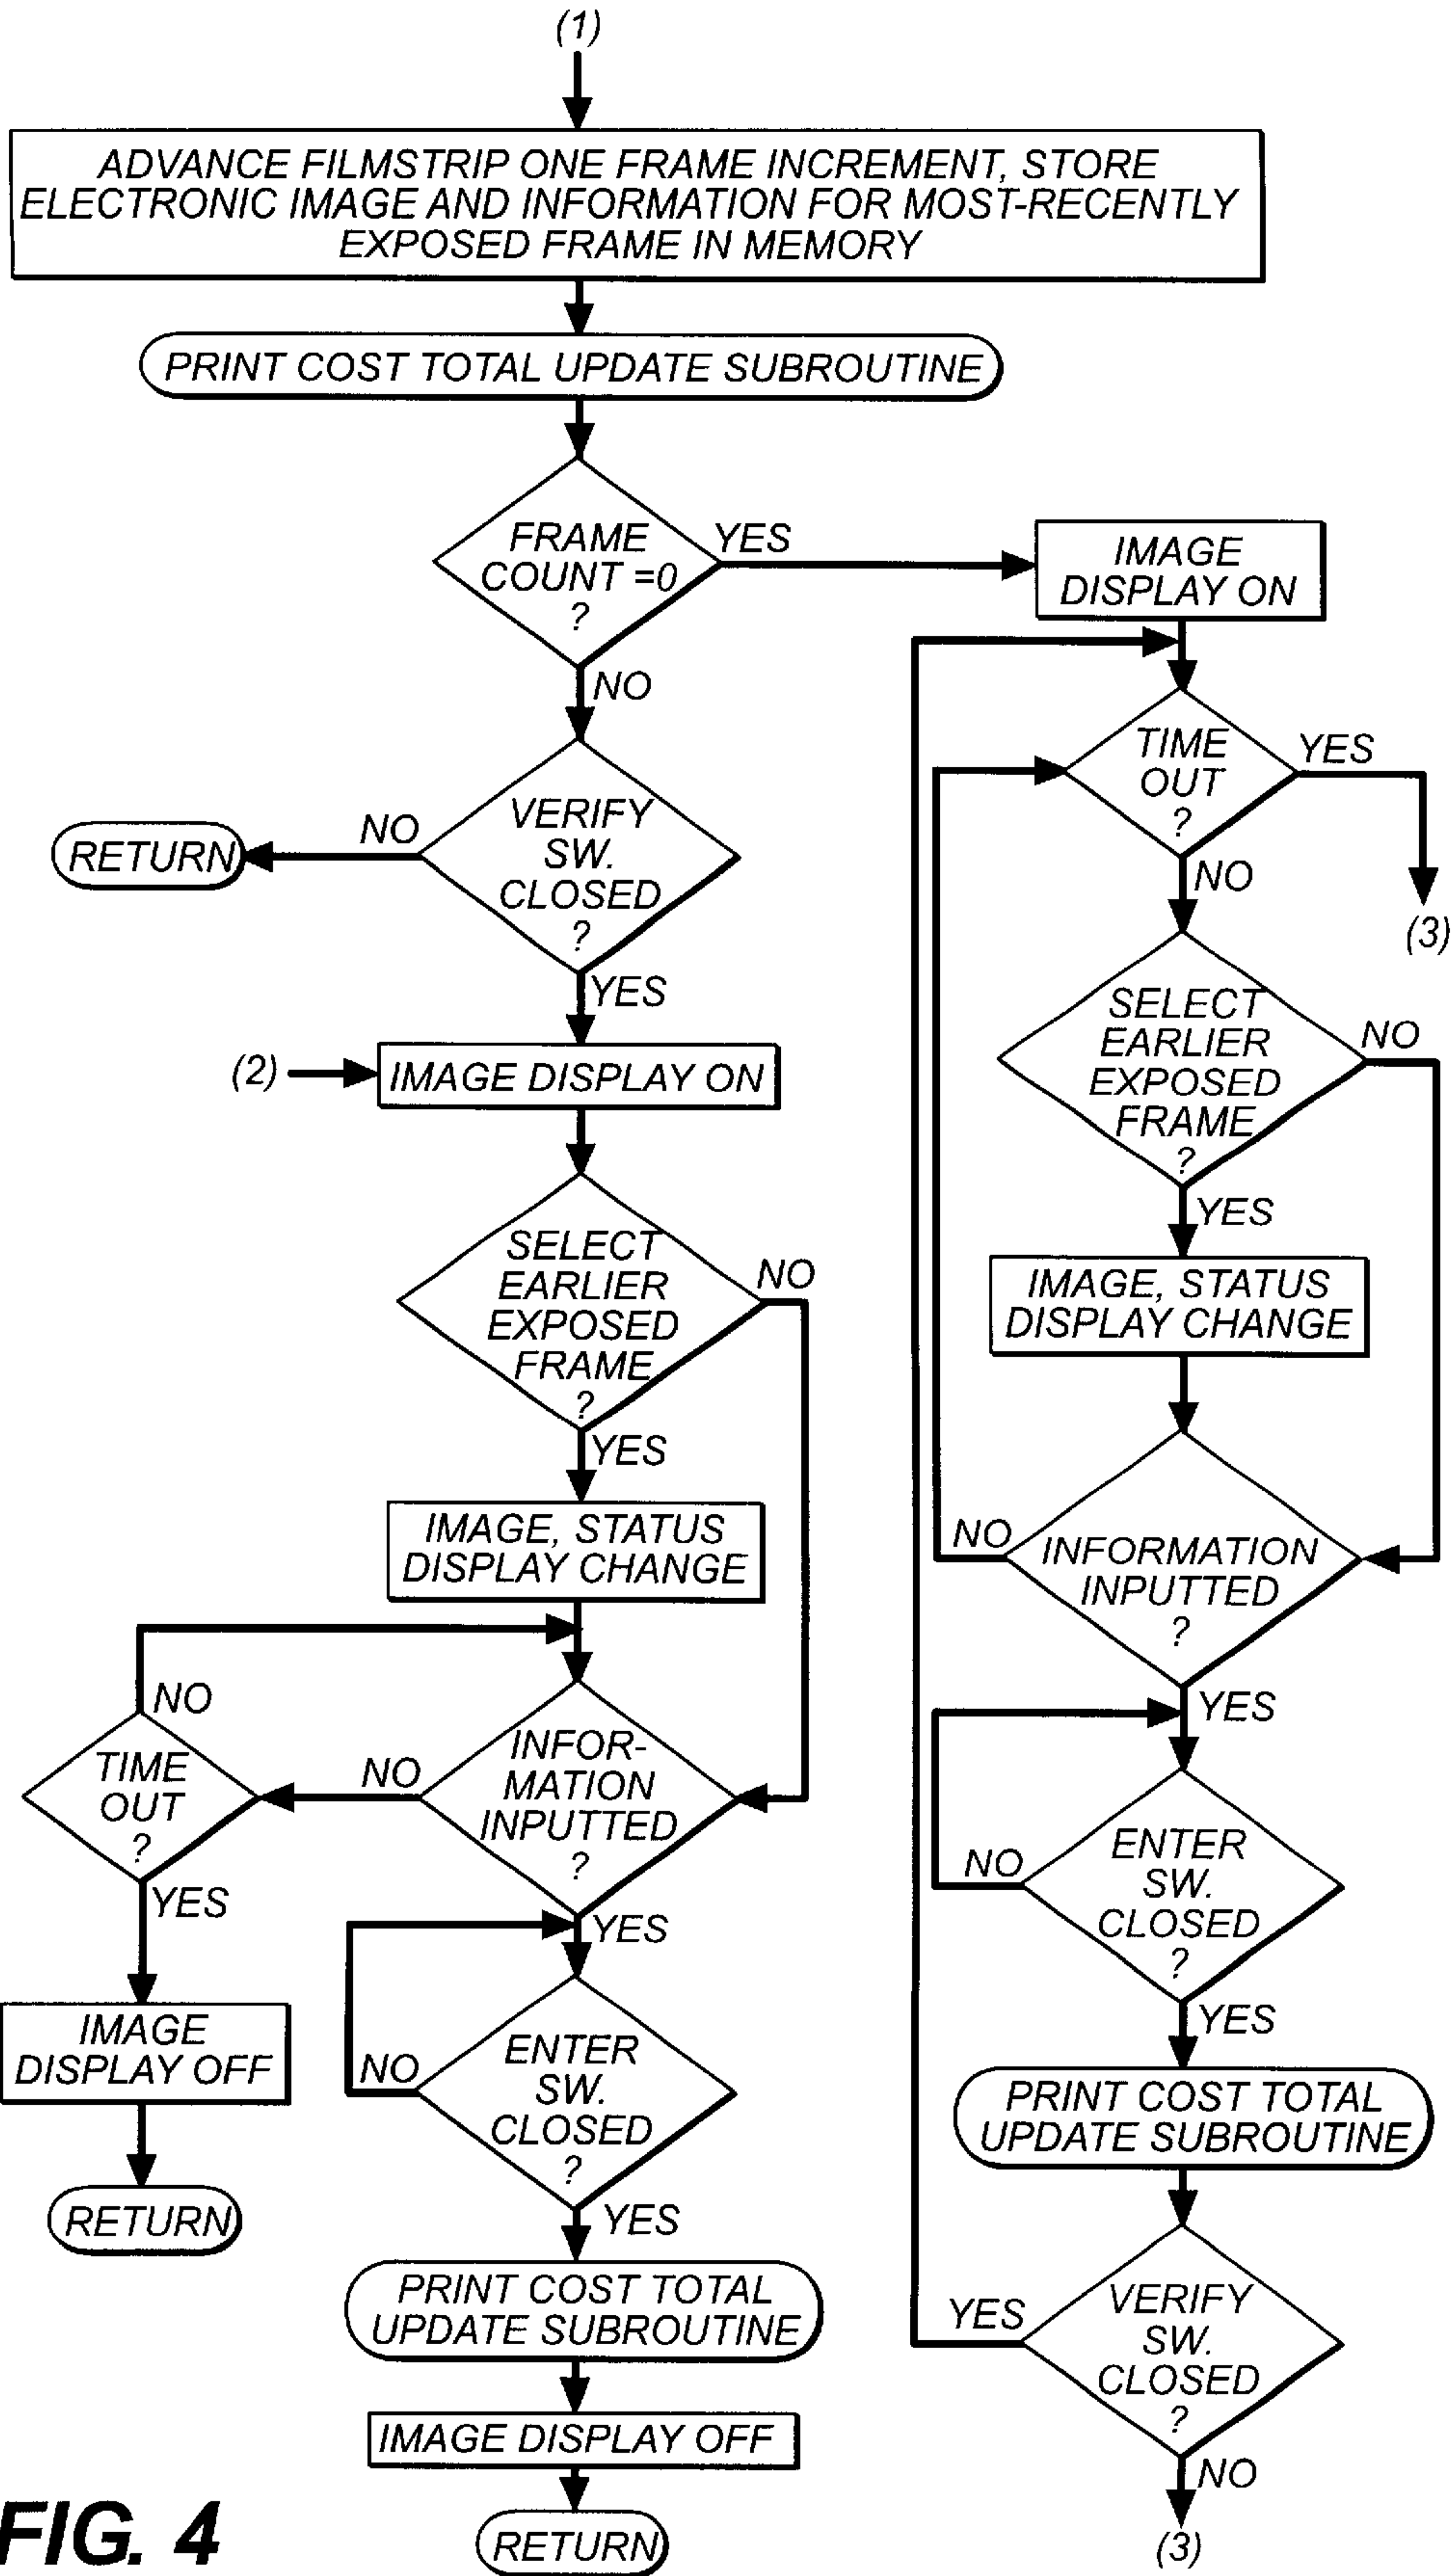 (1)
ADVANCE FILMSTRIP ONE FRAME INCREMENT, STORE
ELECTRONIC IMAGE AND INFORMATION FOR MOST-RECENTLY
EXPOSED FRAME IN MEMORY
PRINT COST TOTAL UPDATE SUBROUTINE
FRAME
COUNT =0
?
YES
NO
VERIFY
SW.
CLOSED
?
NO
RETURN
YES
(2)
IMAGE DISPLAY ON
SELECT
EARLIER
EXPOSED
FRAME
?
NO
YES
IMAGE, STATUS
DISPLAY CHANGE
INFOR-
MATION
INPUTTED
?
NO
TIME
OUT
?
NO
YES
IMAGE
DISPLAY OFF
RETURN
YES
ENTER
SW.
CLOSED
?
NO
YES
PRINT COST TOTAL
UPDATE SUBROUTINE
IMAGE DISPLAY OFF
RETURN
IMAGE
DISPLAY ON
TIME
OUT
?
YES
(3)
NO
SELECT
EARLIER
EXPOSED
FRAME
?
NO
YES
IMAGE, STATUS
DISPLAY CHANGE
INFORMATION
INPUTTED
?
NO
YES
ENTER
SW.
CLOSED
?
NO
YES
PRINT COST TOTAL
UPDATE SUBROUTINE
VERIFY
SW.
CLOSED
?
YES
NO
(3)
FIG. 4